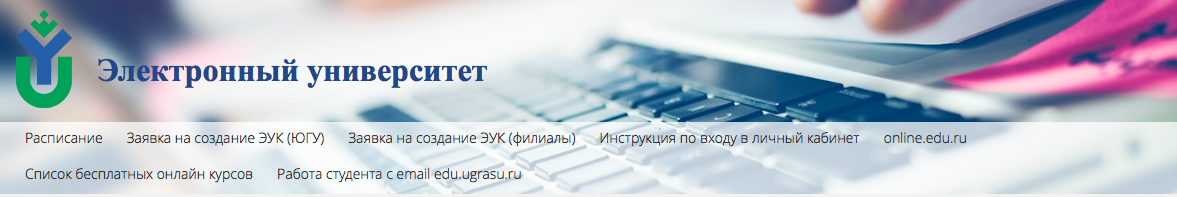 Электронный университет
Расписание Заявка на создание ЭУК (ЮГУ) Заявка на создание ЭУК (филиалы) Инструкция по входу в личный кабинет online.edu.ru
Список бесплатных онлайн курсов Работа студента с email edu.ugrasu.ru